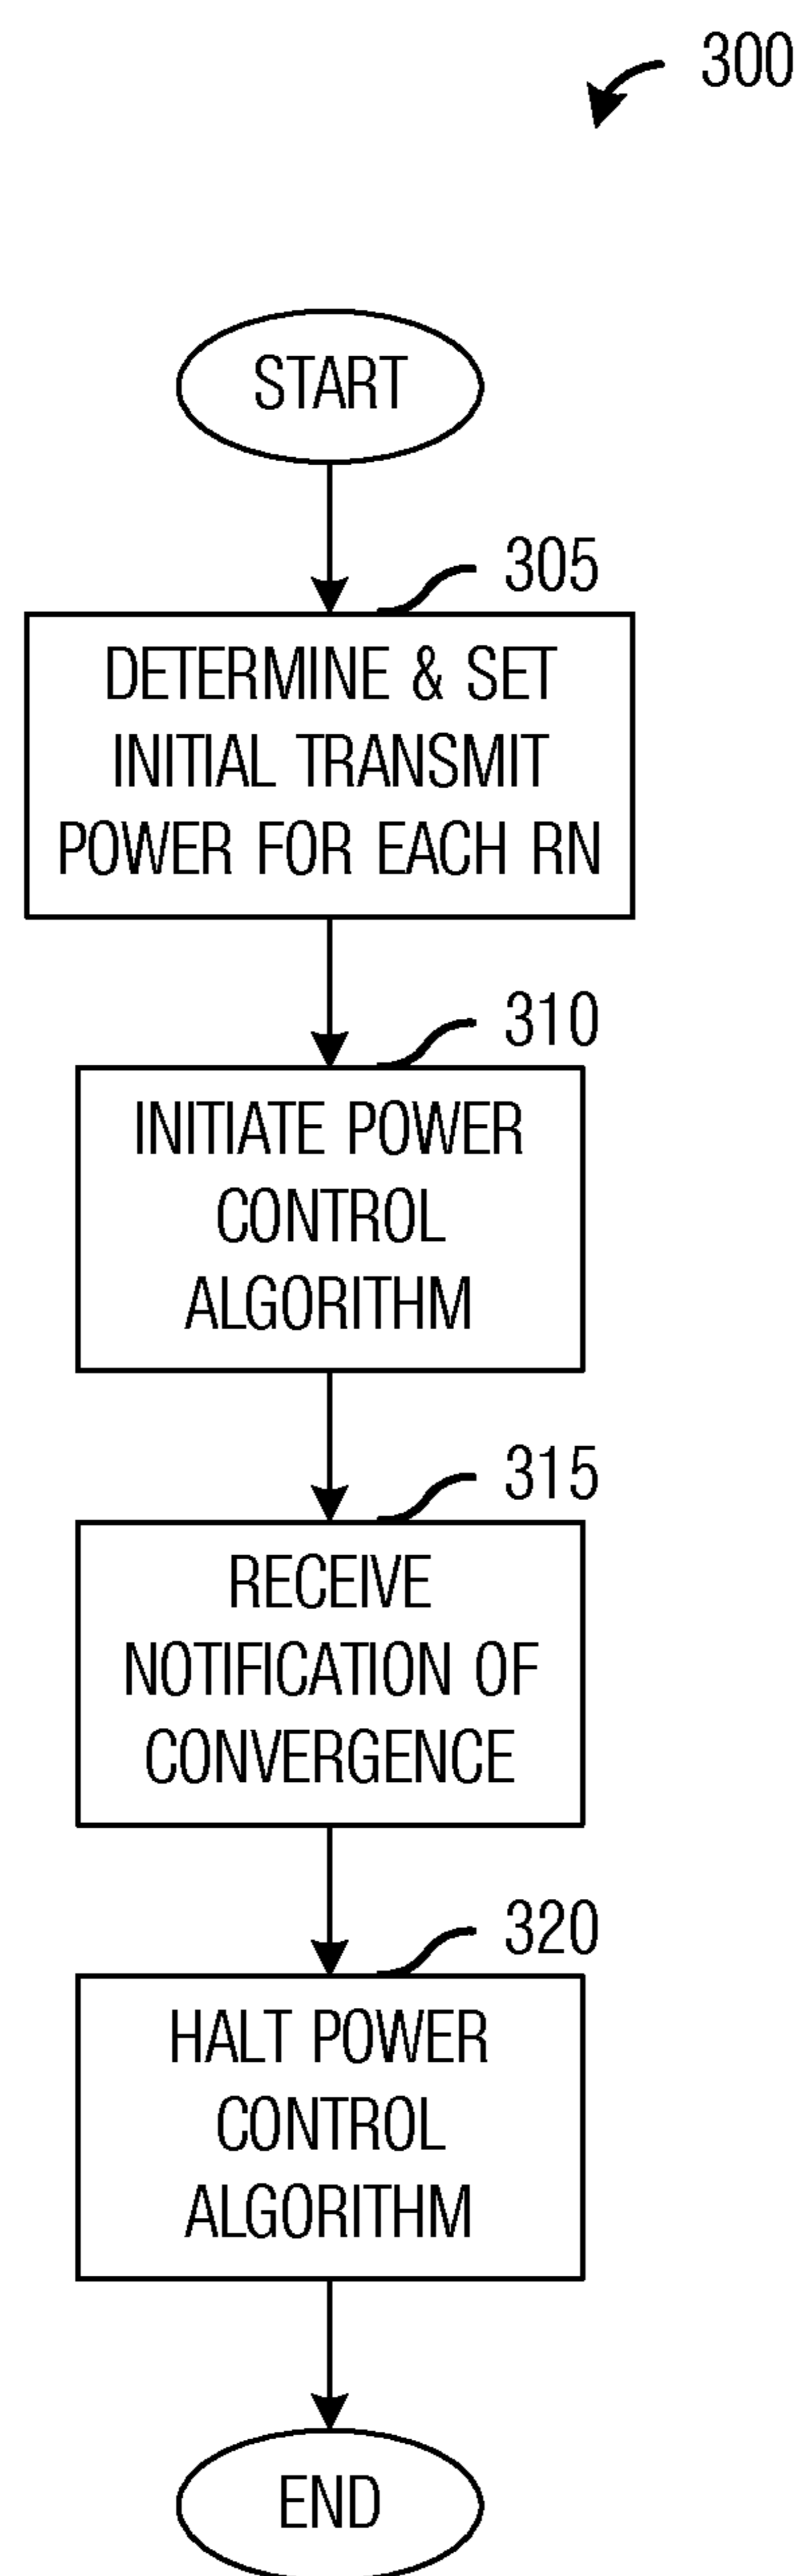 300
START
305
DETERMINE & SET
INITIAL TRANSMIT
POWER FOR EACH RN
310
INITIATE POWER
CONTROL
ALGORITHM
315
RECEIVE
NOTIFICATION OF
CONVERGENCE
320
HALT POWER
CONTROL
ALGORITHM
END